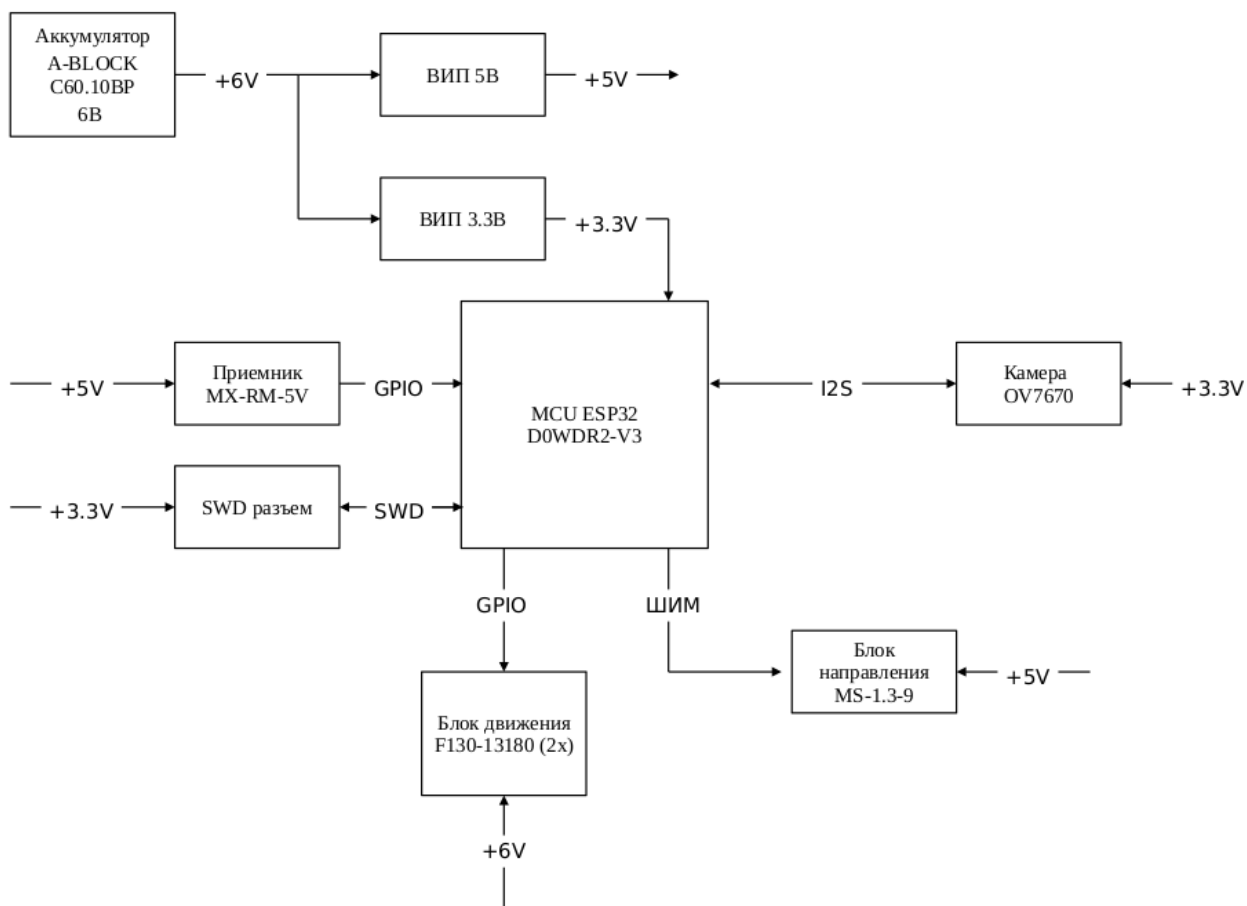 Аккумулятор
A-BLOCK
C60.10BP
6В
+6V
ВИП 5В
+5V
ВИП 3.3В
+3.3V
+5V
Приемник
MX-RM-5V
GPIO
MCU ESP32
D0WDR2-V3
I2S
Камера
OV7670
+3.3V
+3.3V
SWD разъем
SWD
GPIO
ШИМ
Блок
направления
MS-1.3-9
+5V
Блок движения
F130-13180 (2x)
+6V